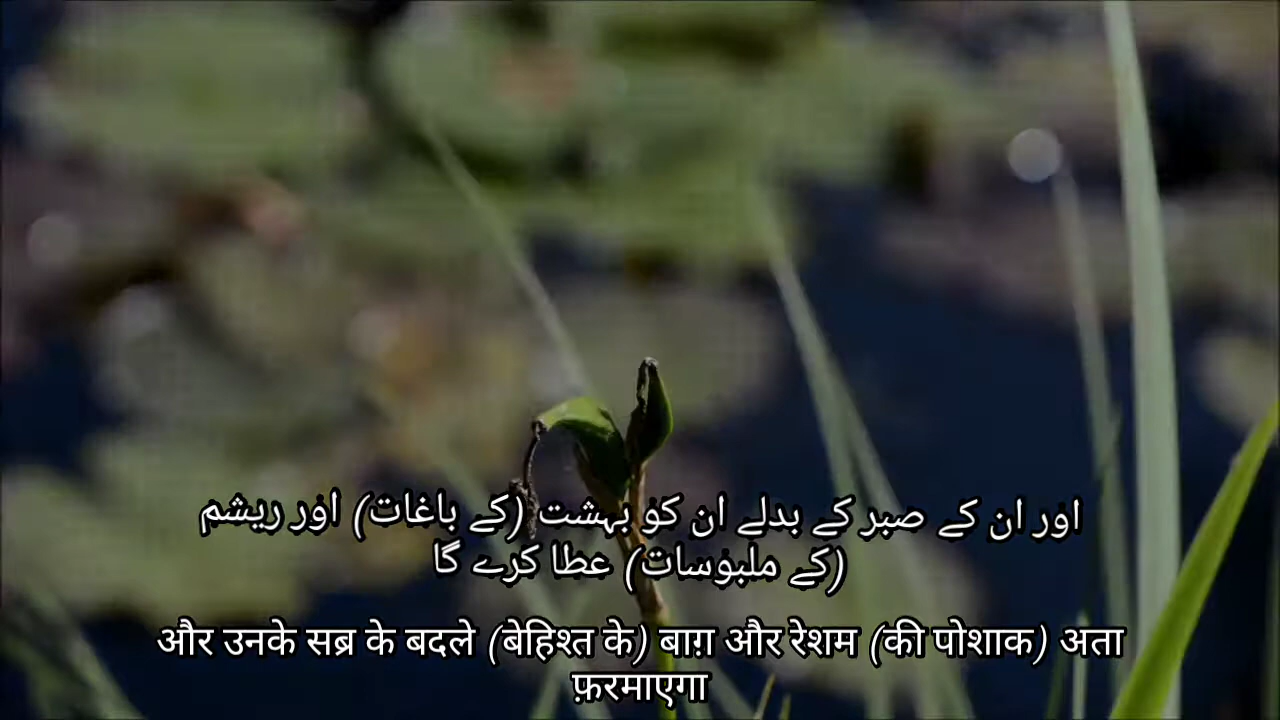 اور ان کے صبر کے بدلے ان کو بہشت (کے باغات) اور ریشم
(کے ملبوسات) عطا کرے گا
और उनके सब्र के बदले (बेहिश्त के) बाग़ और रेशम (की पोशाक) अता
फ़रमाएगा